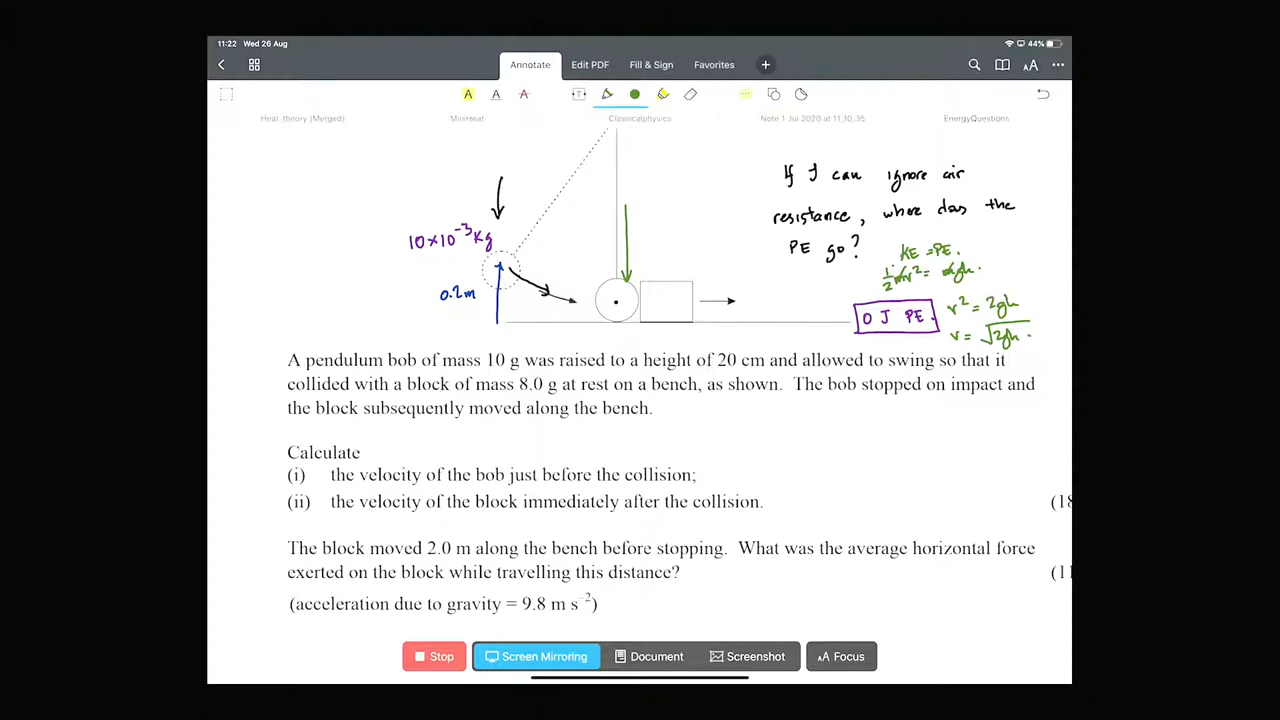 11:22 Wed 26 Aug
44%
Annotate Edit PDF Fill & Sign Favorites
Heat_theory (Merged) MiniHeat Classicalphysics Note 1 Jul 2020 at 11_10_35 EnergyQuestions
If I can ignore air
resistance, where does the
PE go?
10×10⁻³ Kg
0.2m
KE = PE.
½mv² = mgh.
v² = 2gh
v = √2gh.
0 J PE.
A pendulum bob of mass 10 g was raised to a height of 20 cm and allowed to swing so that it
collided with a block of mass 8.0 g at rest on a bench, as shown. The bob stopped on impact and
the block subsequently moved along the bench.
Calculate
(i) the velocity of the bob just before the collision;
(ii) the velocity of the block immediately after the collision. (18
The block moved 2.0 m along the bench before stopping. What was the average horizontal force
exerted on the block while travelling this distance? (1
(acceleration due to gravity = 9.8 m s⁻²)
Stop Screen Mirroring Document Screenshot AA Focus